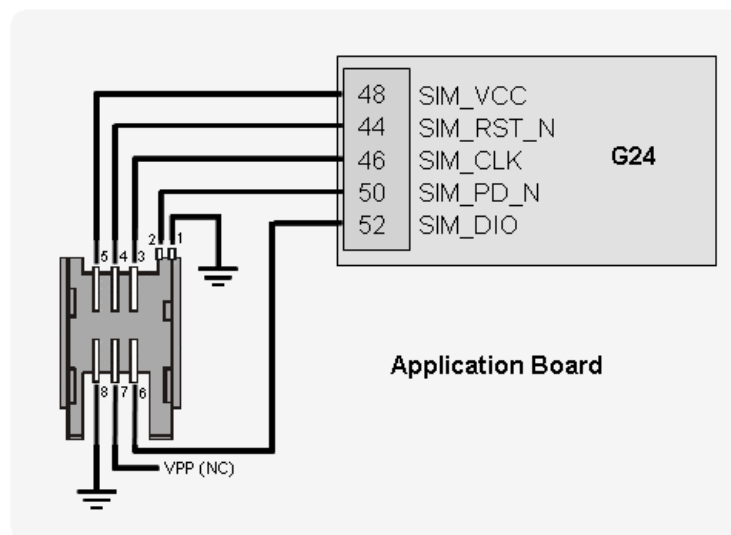 48 SIM_VCC
44 SIM_RST_N
46 SIM_CLK
50 SIM_PD_N
52 SIM_DIO
G24
2 1
5 4 3
Application Board
8 7 6
VPP (NC)